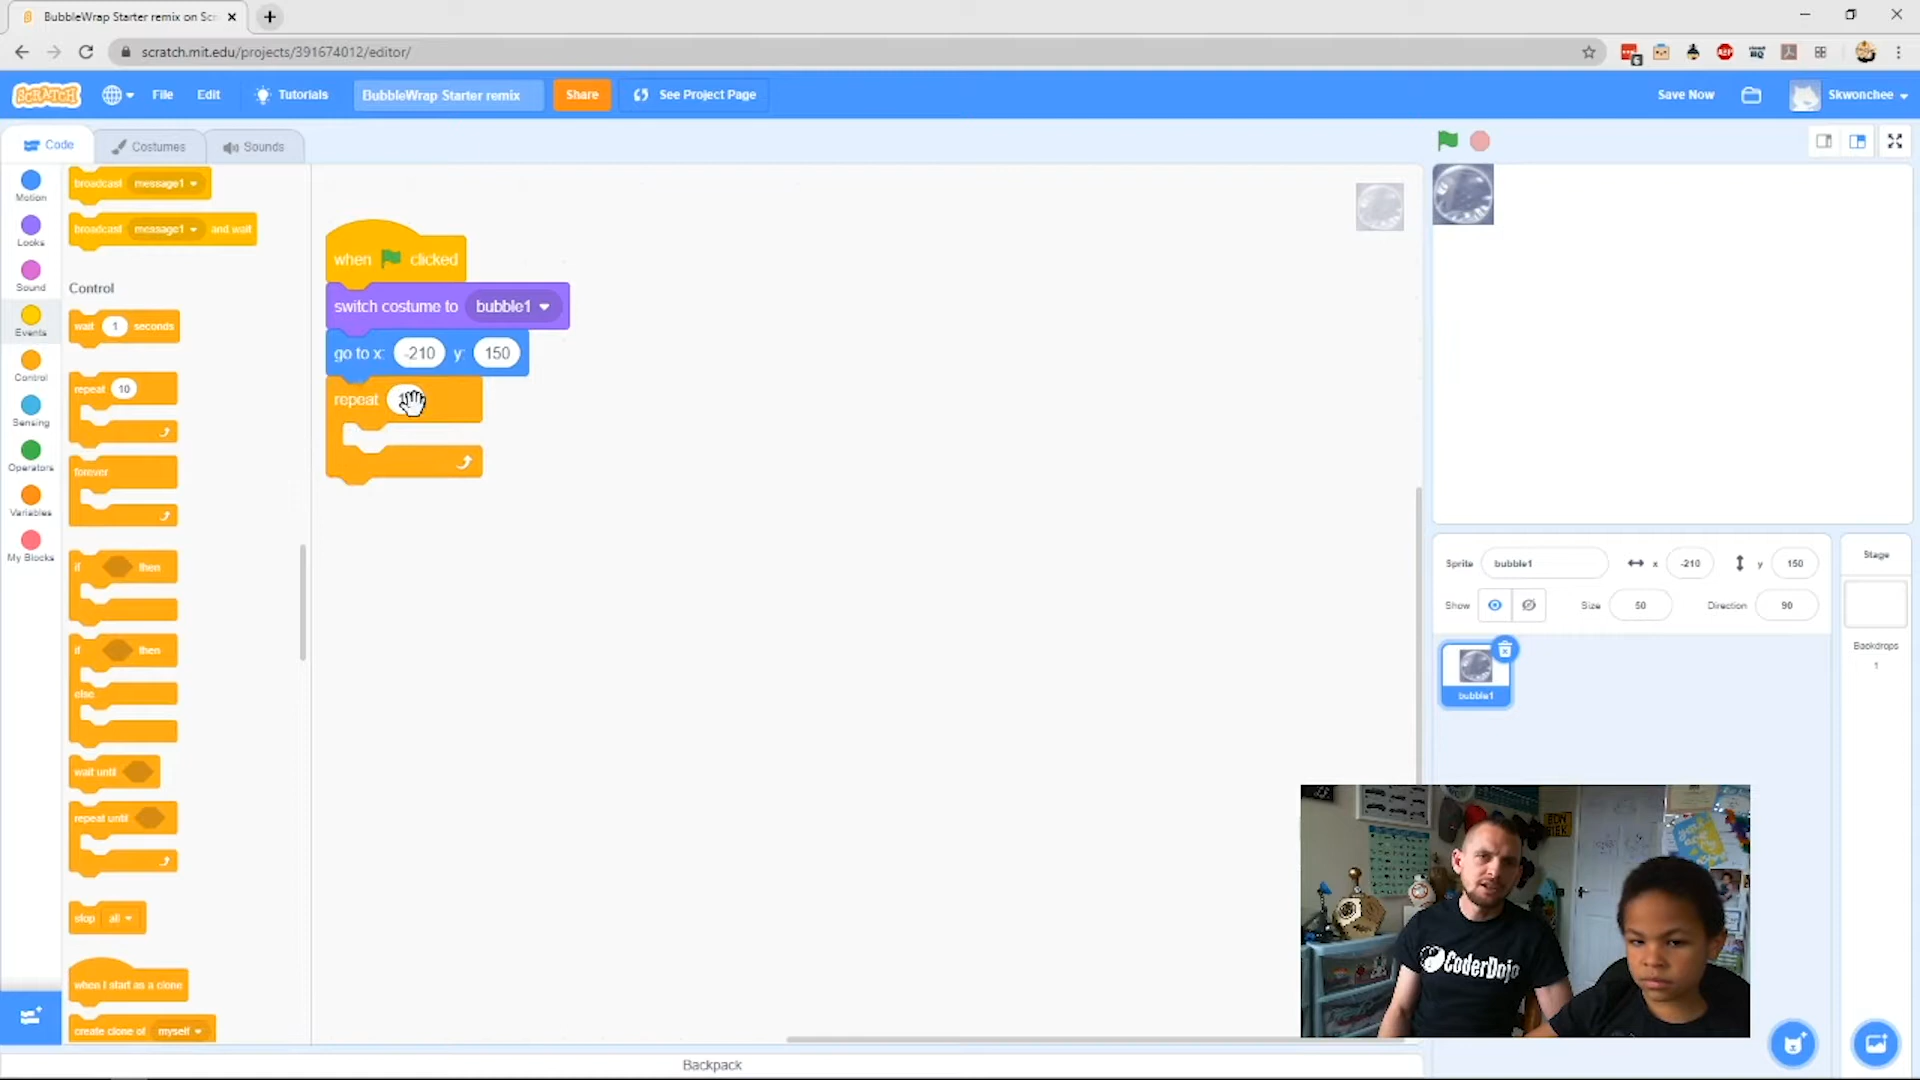 BubbleWrap Starter remix on Scr
scratch.mit.edu/projects/391674012/editor/
SCRATCH
File
Edit
Tutorials
BubbleWrap Starter remix
Share
See Project Page
Save Now
Skwonchee
Code
Costumes
Sounds
Motion
Looks
Sound
Events
Control
Sensing
Operators
Variables
My Blocks
broadcast message1
broadcast message1 and wait
Control
wait 1 seconds
repeat 10
forever
if then
if then
else
wait until
repeat until
stop all
when I start as a clone
create clone of myself
when clicked
switch costume to bubble1
go to x: -210 y: 150
repeat
Sprite bubble1 x -210 y 150
Show Size 50 Direction 90
bubble1
Stage
Backdrops
1
CoderDojo
Backpack